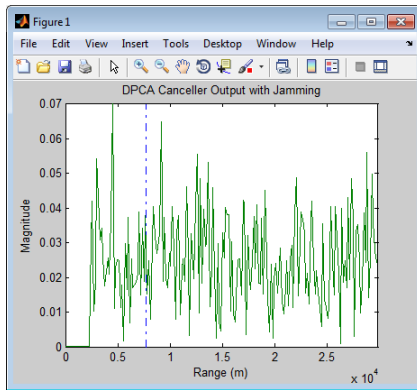 Figure 1
File Edit View Insert Tools Desktop Window Help
DPCA Canceller Output with Jamming
0.07
0.06
0.05
0.04
0.03
0.02
0.01
0
Magnitude
0 0.5 1 1.5 2 2.5
x 10^4
Range (m)